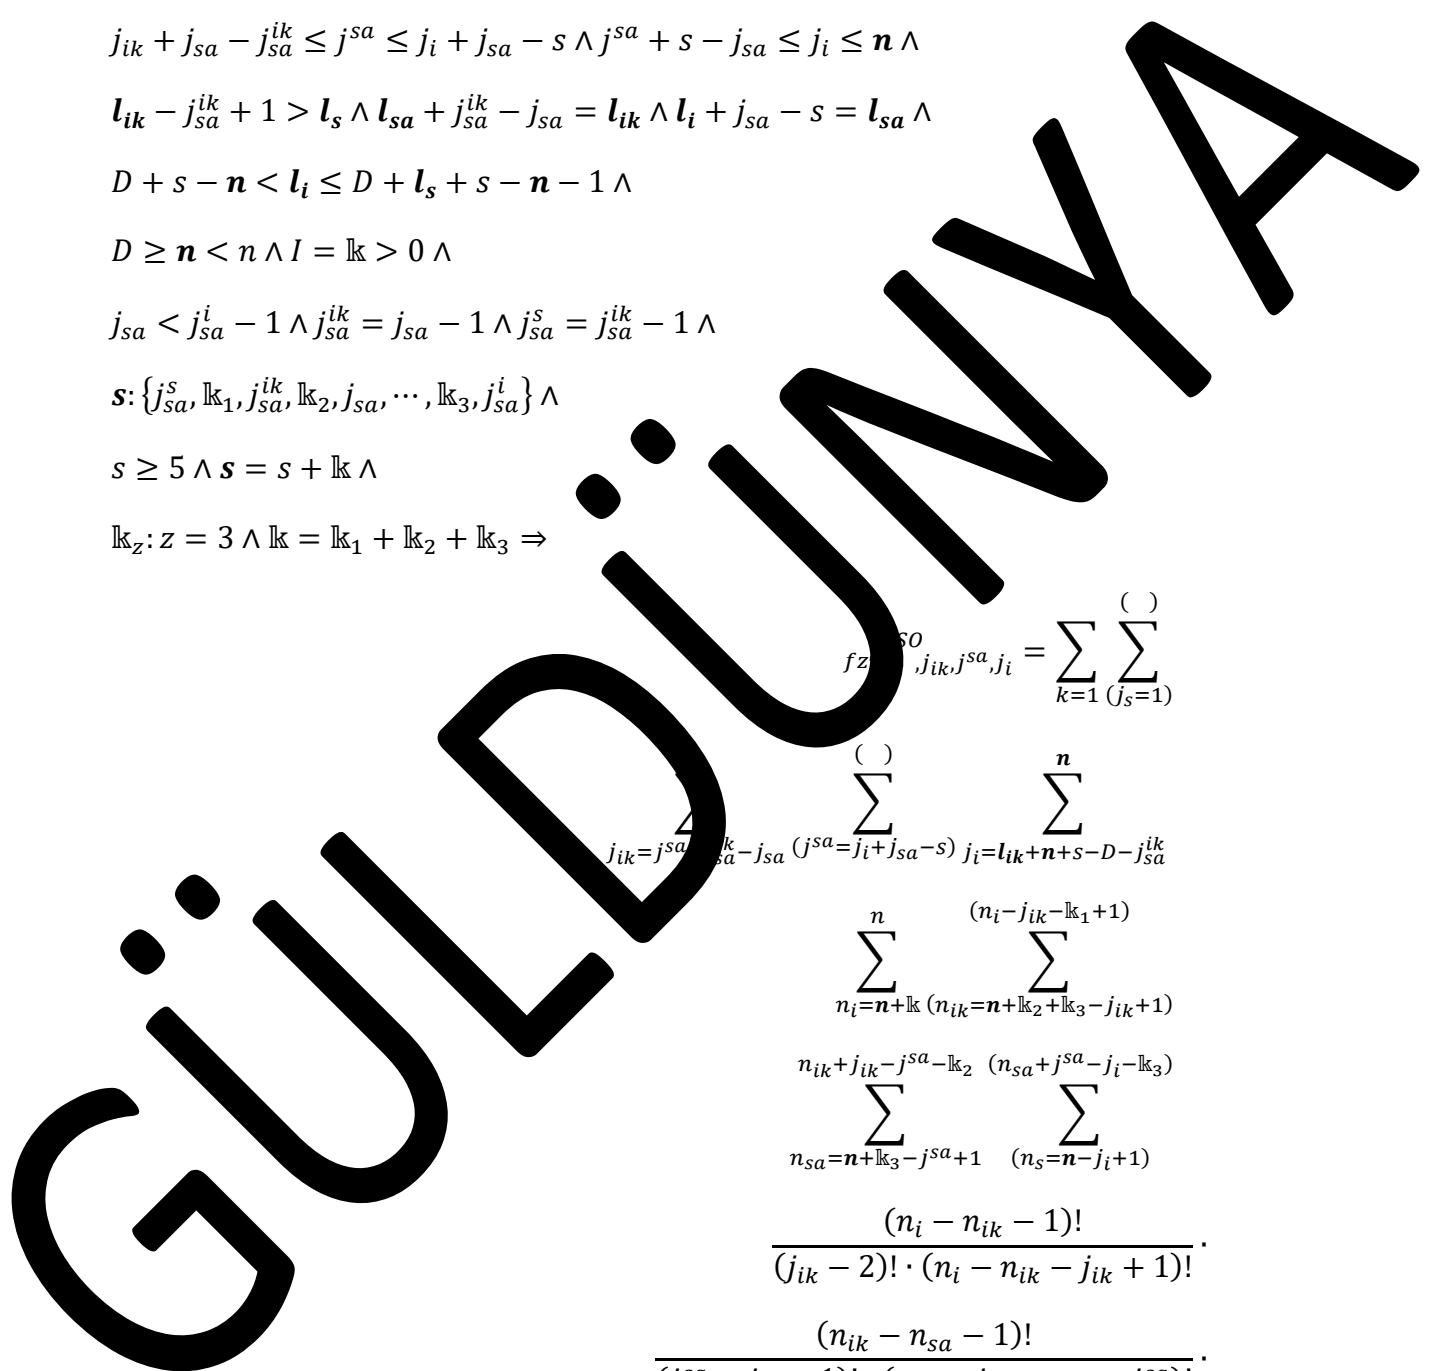 j_{ik} + j_{sa} − j_{sa}^{ik} ≤ j^{sa} ≤ j_i + j_{sa} − s ∧ j^{sa} + s − j_{sa} ≤ j_i ≤ n ∧
l_{ik} − j_{sa}^{ik} + 1 > l_s ∧ l_{sa} + j_{sa}^{ik} − j_{sa} = l_{ik} ∧ l_i + j_{sa} − s = l_{sa} ∧
D + s − n < l_i ≤ D + l_s + s − n − 1 ∧
D ≥ n < n ∧ I = 𝕜 > 0 ∧
j_{sa} < j_{sa}^{i} − 1 ∧ j_{sa}^{ik} = j_{sa} − 1 ∧ j_{sa}^{s} = j_{sa}^{ik} − 1 ∧
s: {j_{sa}^{s}, 𝕜_1, j_{sa}^{ik}, 𝕜_2, j_{sa}, ⋯ , 𝕜_3, j_{sa}^{i}} ∧
s ≥ 5 ∧ s = s + 𝕜 ∧
𝕜_z: z = 3 ∧ 𝕜 = 𝕜_1 + 𝕜_2 + 𝕜_3 ⇒
fz ,j_{ik},j^{sa},j_i = ∑_{k=1} ∑_{(j_s=1)}^{( )}
∑_{(j^{sa}=j_i+j_{sa}−s)}^{( )} ∑_{j_i=l_{ik}+n+s−D−j_{sa}^{ik}}^{n}
∑_{n_i=n+𝕜}^{n} ∑_{(n_{ik}=n+𝕜_2+𝕜_3−j_{ik}+1)}^{(n_i−j_{ik}−𝕜_1+1)}
∑_{n_{sa}=n+𝕜_3−j^{sa}+1}^{n_{ik}+j_{ik}−j^{sa}−𝕜_2} ∑_{(n_s=n−j_i+1)}^{(n_{sa}+j^{sa}−j_i−𝕜_3)}
(n_i − n_{ik} − 1)!
(j_{ik} − 2)! · (n_i − n_{ik} − j_{ik} + 1)! ·
(n_{ik} − n_{sa} − 1)! ·
GÜLDÜNYA